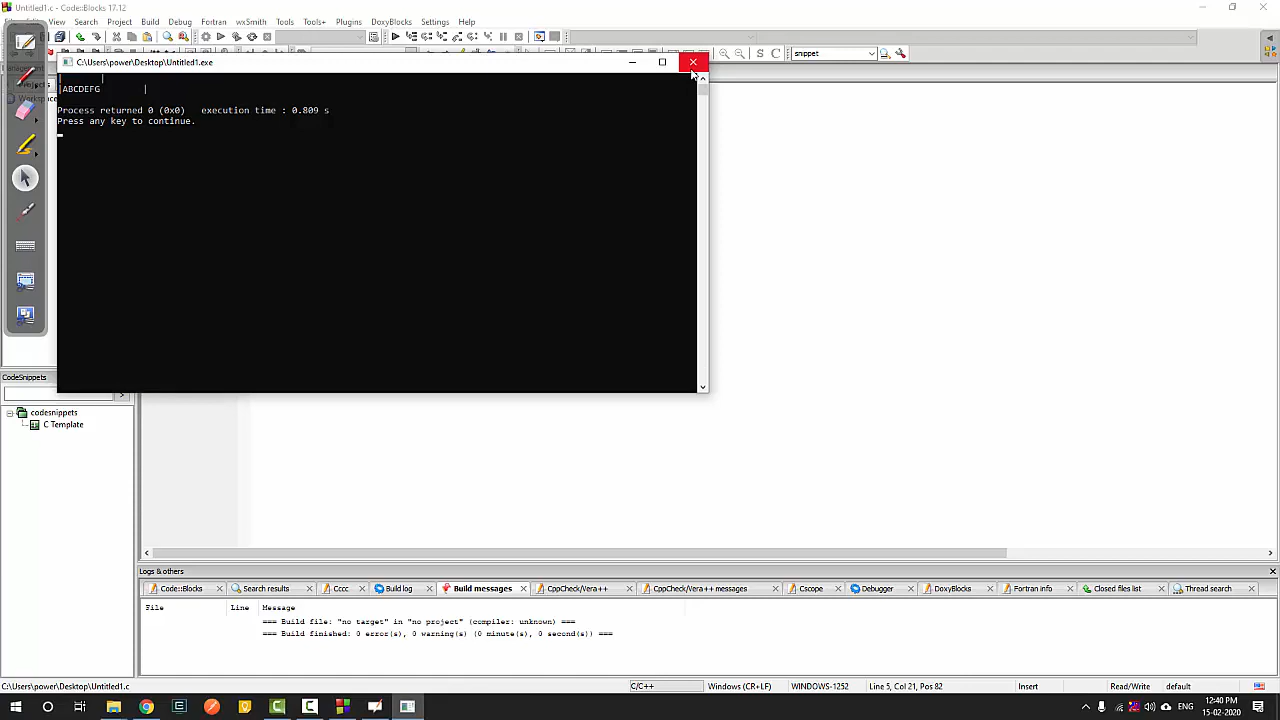 Untitled1.c - Code::Blocks 17.12
View Search Project Build Debug Fortran wxSmith Tools Tools+ Plugins DoxyBlocks Settings Help
snippet
C:\Users\power\Desktop\Untitled1.exe
|ABCDEFG        |
Process returned 0 (0x0)   execution time : 0.809 s
Press any key to continue.
Projects
Workspace
CodeSnippets
codesnippets
C Template
Logs & others
Code::Blocks Search results Cccc Build log Build messages CppCheck/Vera++ CppCheck/Vera++ messages Cscope Debugger DoxyBlocks Fortran info Closed files list Thread search
File Line Message
=== Build file: "no target" in "no project" (compiler: unknown) ===
=== Build finished: 0 error(s), 0 warning(s) (0 minute(s), 0 second(s)) ===
C:\Users\power\Desktop\Untitled1.c C/C++ Windows (CR+LF) WINDOWS-1252 Line 5, Col 21, Pos 82 Insert Read/Write default
ENG 12:40 PM
15-02-2020